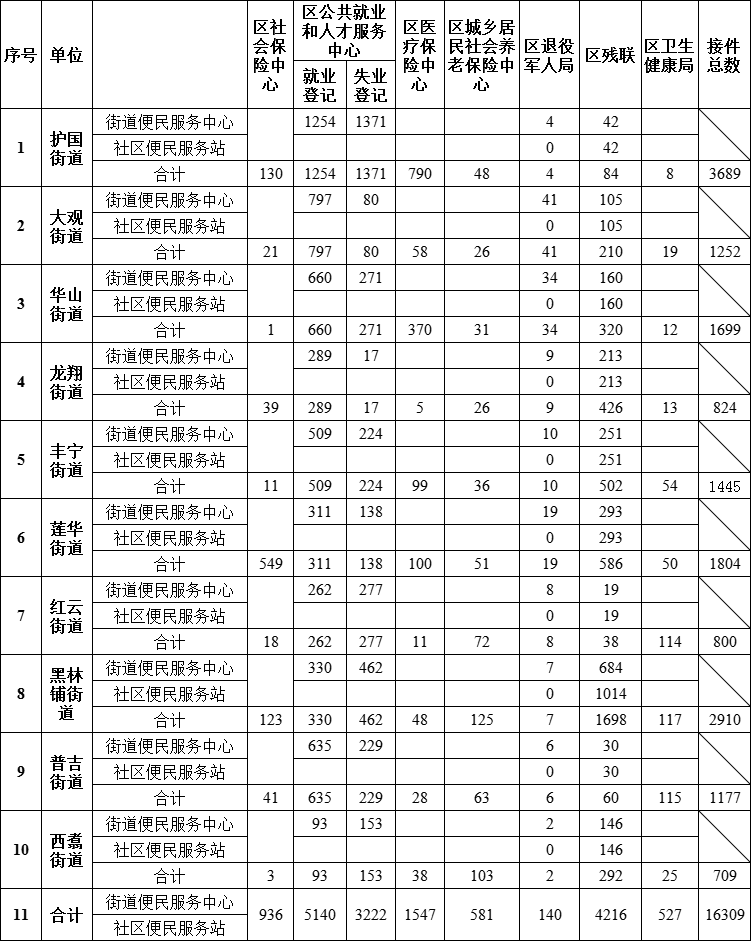 序号 单位 区社会保险中心 区公共就业和人才服务中心 区医疗保险中心 区城乡居民社会养老保险中心 区退役军人局 区残联 区卫生健康局 接件总数
就业登记 失业登记
1 护国街道 街道便民服务中心 1254 1371 4 42
社区便民服务站 0 42
合计 130 1254 1371 790 48 4 84 8 3689
2 大观街道 街道便民服务中心 797 80 41 105
社区便民服务站 0 105
合计 21 797 80 58 26 41 210 19 1252
3 华山街道 街道便民服务中心 660 271 34 160
社区便民服务站 0 160
合计 1 660 271 370 31 34 320 12 1699
4 龙翔街道 街道便民服务中心 289 17 9 213
社区便民服务站 0 213
合计 39 289 17 5 26 9 426 13 824
5 丰宁街道 街道便民服务中心 509 224 10 251
社区便民服务站 0 251
合计 11 509 224 99 36 10 502 54 1445
6 莲华街道 街道便民服务中心 311 138 19 293
社区便民服务站 0 293
合计 549 311 138 100 51 19 586 50 1804
7 红云街道 街道便民服务中心 262 277 8 19
社区便民服务站 0 19
合计 18 262 277 11 72 8 38 114 800
8 黑林铺街道 街道便民服务中心 330 462 7 684
社区便民服务站 0 1014
合计 123 330 462 48 125 7 1698 117 2910
9 普吉街道 街道便民服务中心 635 229 6 30
社区便民服务站 0 30
合计 41 635 229 28 63 6 60 115 1177
10 西翥街道 街道便民服务中心 93 153 2 146
社区便民服务站 0 146
合计 3 93 153 38 103 2 292 25 709
11 合计 街道便民服务中心 936 5140 3222 1547 581 140 4216 527 16309
社区便民服务站